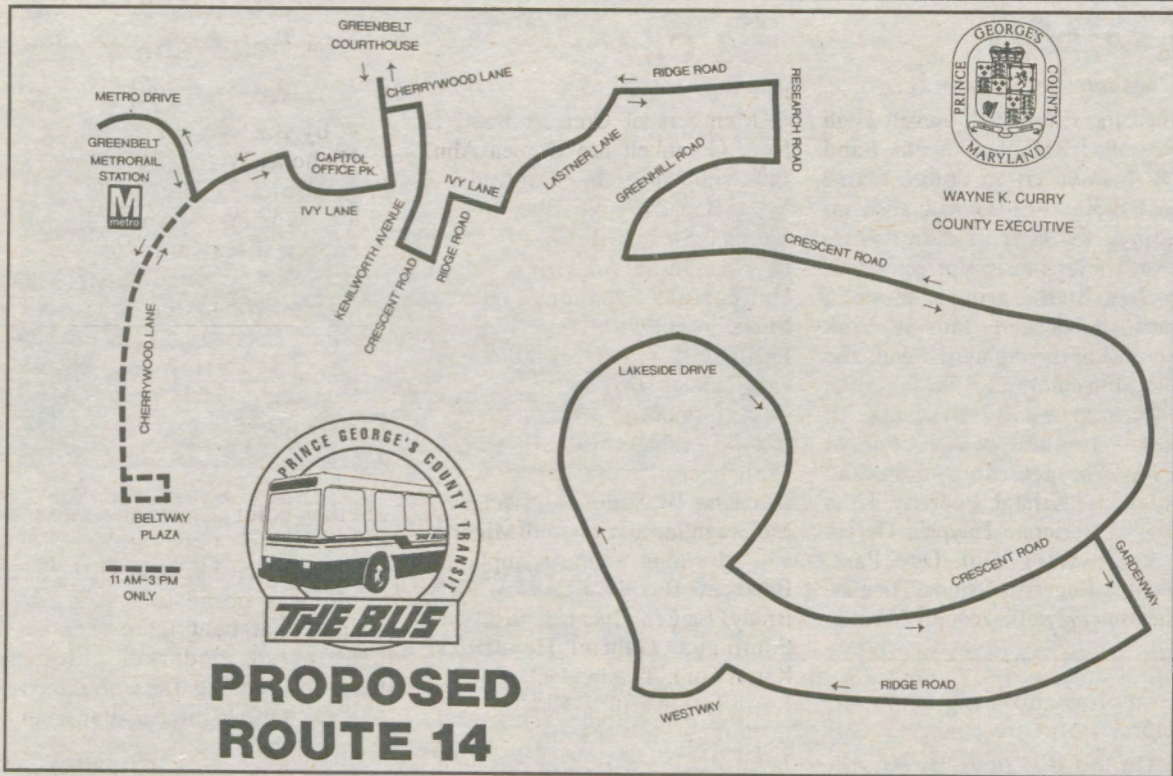 GREENBELT
COURTHOUSE
CHERRYWOOD LANE
METRO DRIVE
GREENBELT
METRORAIL
STATION
M
metro
CAPITOL
OFFICE PK.
IVY LANE
KENILWORTH AVENUE
CRESCENT ROAD
RIDGE ROAD
IVY LANE
LASTNER LANE
RIDGE ROAD
RESEARCH ROAD
GREENHILL ROAD
PRINCE GEORGE'S COUNTY
MARYLAND
WAYNE K. CURRY
COUNTY EXECUTIVE
CRESCENT ROAD
CHERRYWOOD LANE
BELTWAY
PLAZA
11 AM–3 PM
ONLY
LAKESIDE DRIVE
CRESCENT ROAD
GARDENWAY
RIDGE ROAD
WESTWAY
PRINCE GEORGE'S COUNTY TRANSIT
THE BUS
PROPOSED
ROUTE 14